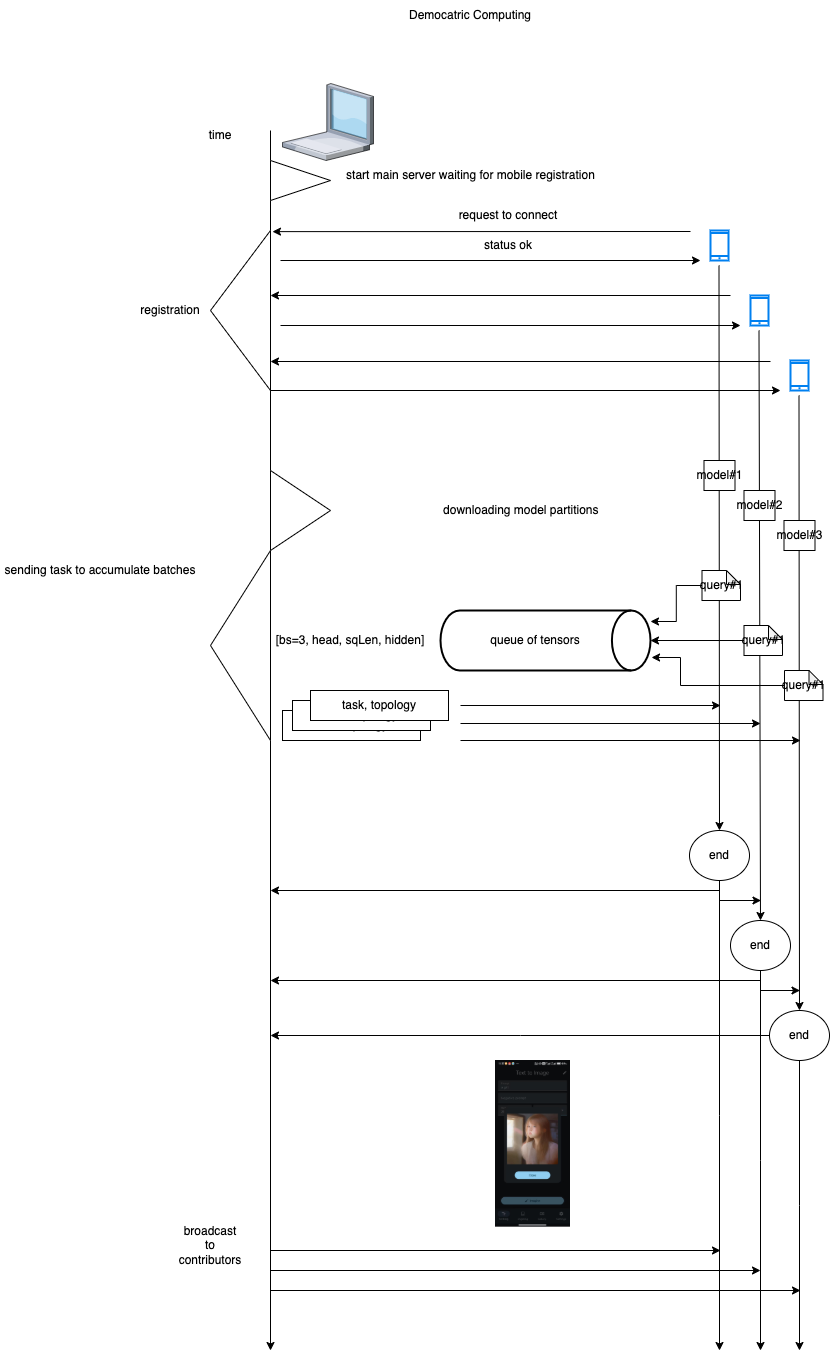 Democatric Computing
time
start main server waiting for mobile registration
request to connect
status ok
registration
model#1
model#2
downloading model partitions
model#3
sending task to accumulate batches
query#1
[bs=3, head, sqLen, hidden]
queue of tensors
query#1
query#1
task, topology
end
end
end
Text to Image
broadcast
to
contributors